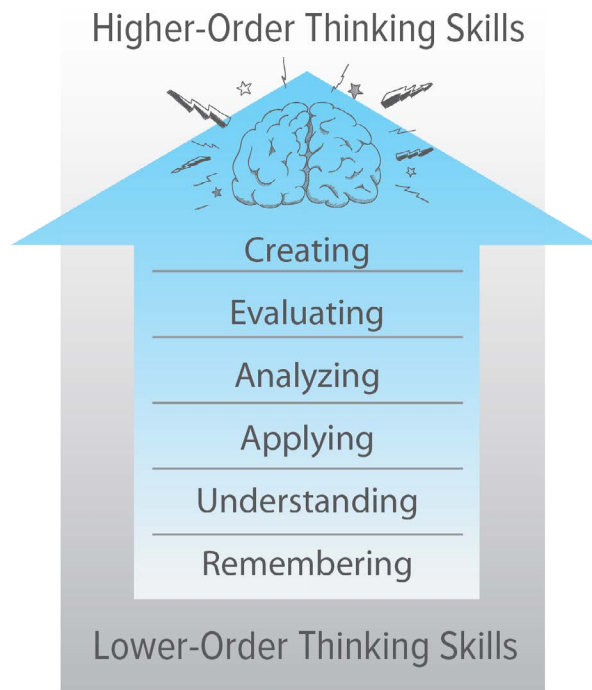 Higher-Order Thinking Skills
Creating
Evaluating
Analyzing
Applying
Understanding
Remembering
Lower-Order Thinking Skills